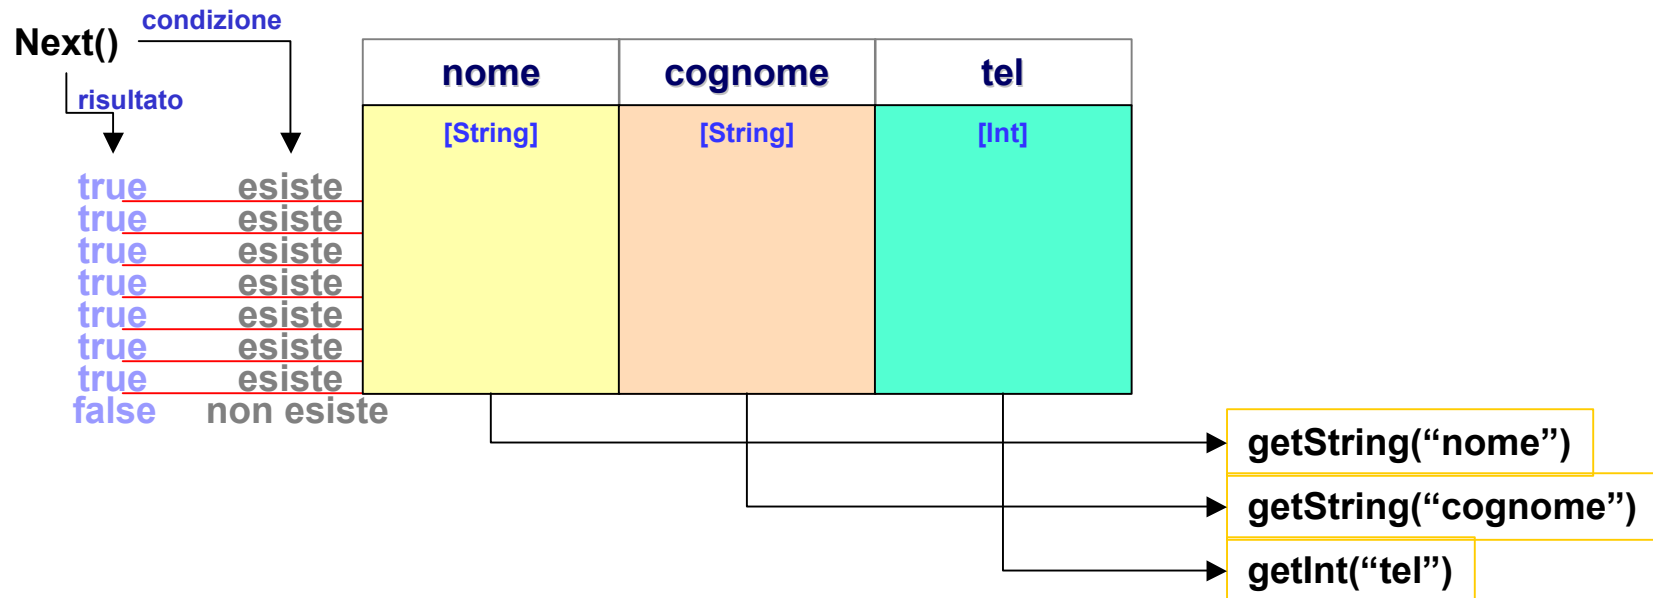 condizione
Next()
risultato
nome cognome tel
[String] [String] [Int]
true esiste
true esiste
true esiste
true esiste
true esiste
true esiste
true esiste
false non esiste
getString(“nome”)
getString(“cognome”)
getInt(“tel”)